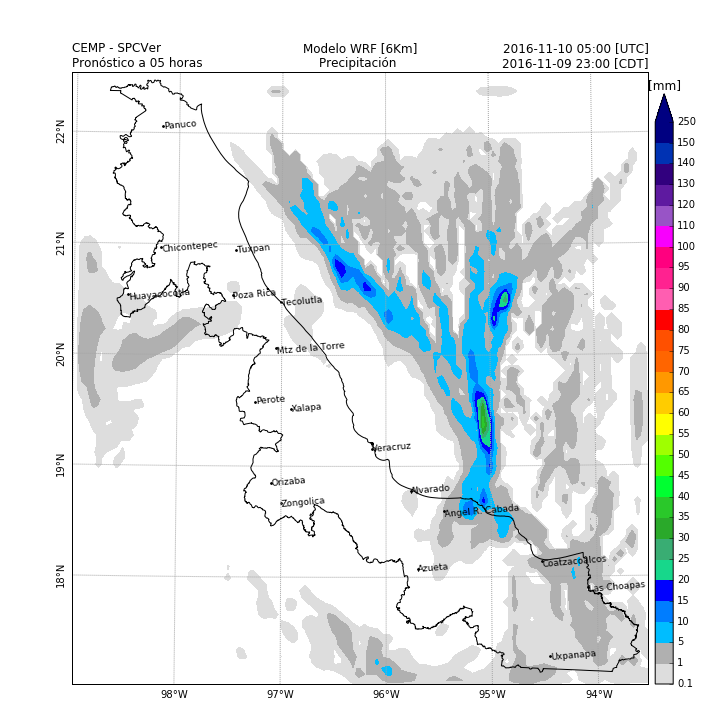 CEMP - SPCVer Modelo WRF [6Km] 2016-11-10 05:00 [UTC]
Pronóstico a 05 horas Precipitación 2016-11-09 23:00 [CDT]
[mm]
250
150
140
130
120
110
100
95
90
85
80
75
70
65
60
55
50
45
40
35
30
25
20
15
10
5
1
0.1
22°N
21°N
20°N
19°N
18°N
Panuco
Chicontepec
Tuxpan
Huayacocotla
Poza Rica
Tecolutla
Mtz de la Torre
Perote
Xalapa
Veracruz
Orizaba
Alvarado
Zongolica
Angel R. Cabada
Azueta
Coatzacoalcos
Las Choapas
Uxpanapa
98°W 97°W 96°W 95°W 94°W